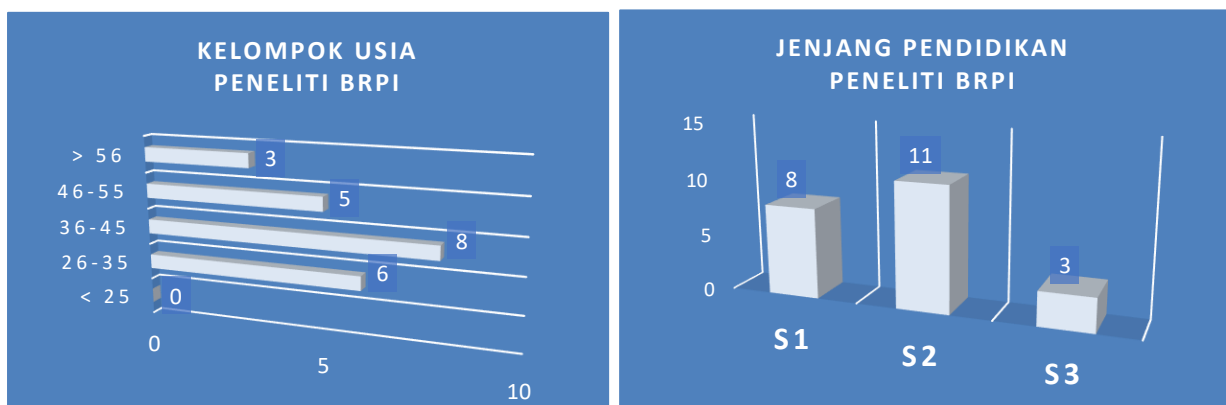 KELOMPOK USIA
PENELITI BRPI
> 56
3
46-55
5
36-45
8
26-35
6
< 25
0
0
5
10
JENJANG PENDIDIKAN
PENELITI BRPI
15
10
5
0
8
11
3
S1
S2
S3